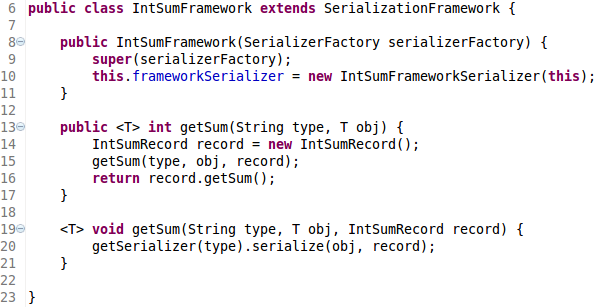 6 public class IntSumFramework extends SerializationFramework {
7
8 public IntSumFramework(SerializerFactory serializerFactory) {
9 super(serializerFactory);
10 this.frameworkSerializer = new IntSumFrameworkSerializer(this);
11 }
12
13 public <T> int getSum(String type, T obj) {
14 IntSumRecord record = new IntSumRecord();
15 getSum(type, obj, record);
16 return record.getSum();
17 }
18
19 <T> void getSum(String type, T obj, IntSumRecord record) {
20 getSerializer(type).serialize(obj, record);
21 }
22
23 }